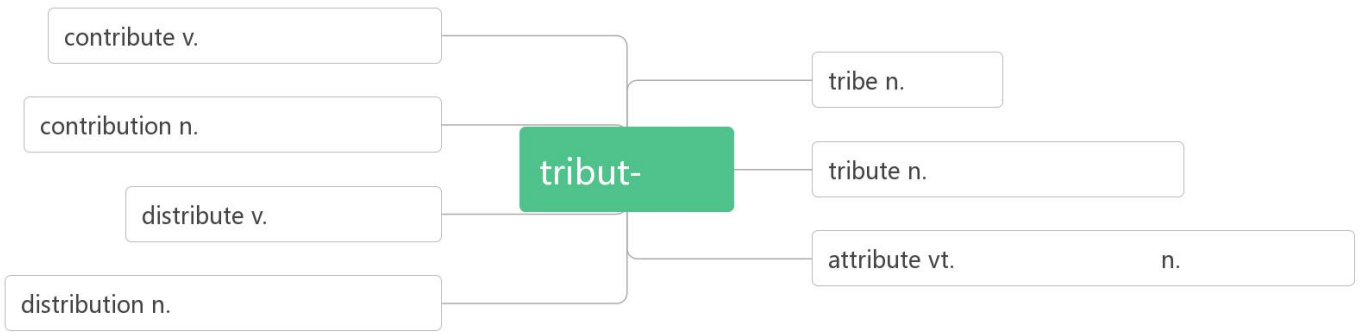 contribute v.
contribution n.
distribute v.
distribution n.
tribut-
tribe n.
tribute n.
attribute vt. n.